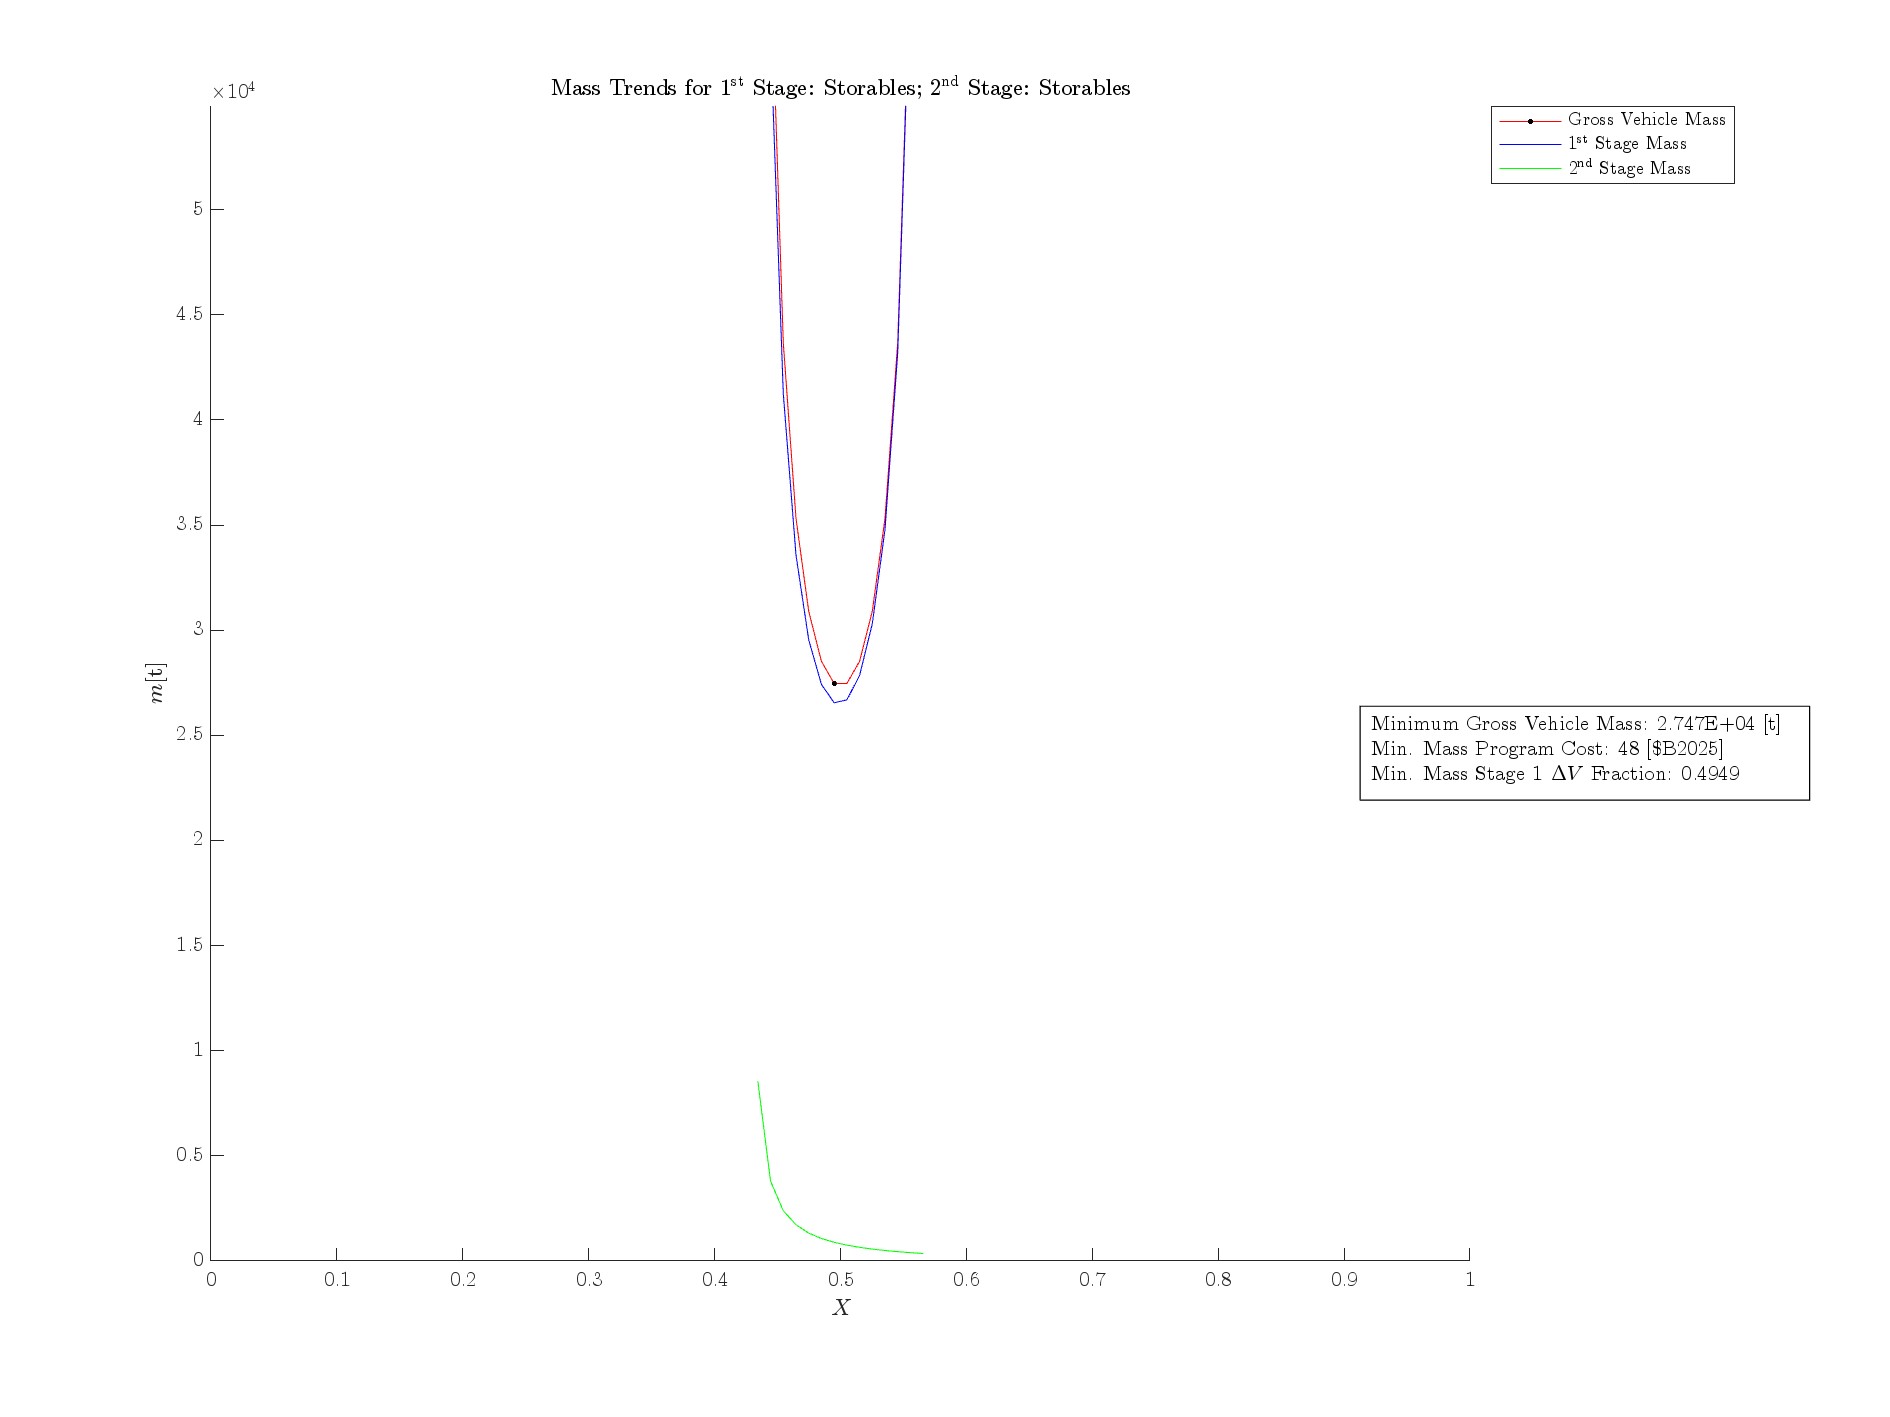 Mass Trends for 1st Stage: Storables; 2nd Stage: Storables
×10⁴
Gross Vehicle Mass
1st Stage Mass
2nd Stage Mass
5
4.5
4
3.5
3
2.5
2
1.5
1
0.5
0
m[t]
Minimum Gross Vehicle Mass: 2.747E+04 [t]
Min. Mass Program Cost: 48 [$B2025]
Min. Mass Stage 1 ΔV Fraction: 0.4949
0 0.1 0.2 0.3 0.4 0.5 0.6 0.7 0.8 0.9 1
X